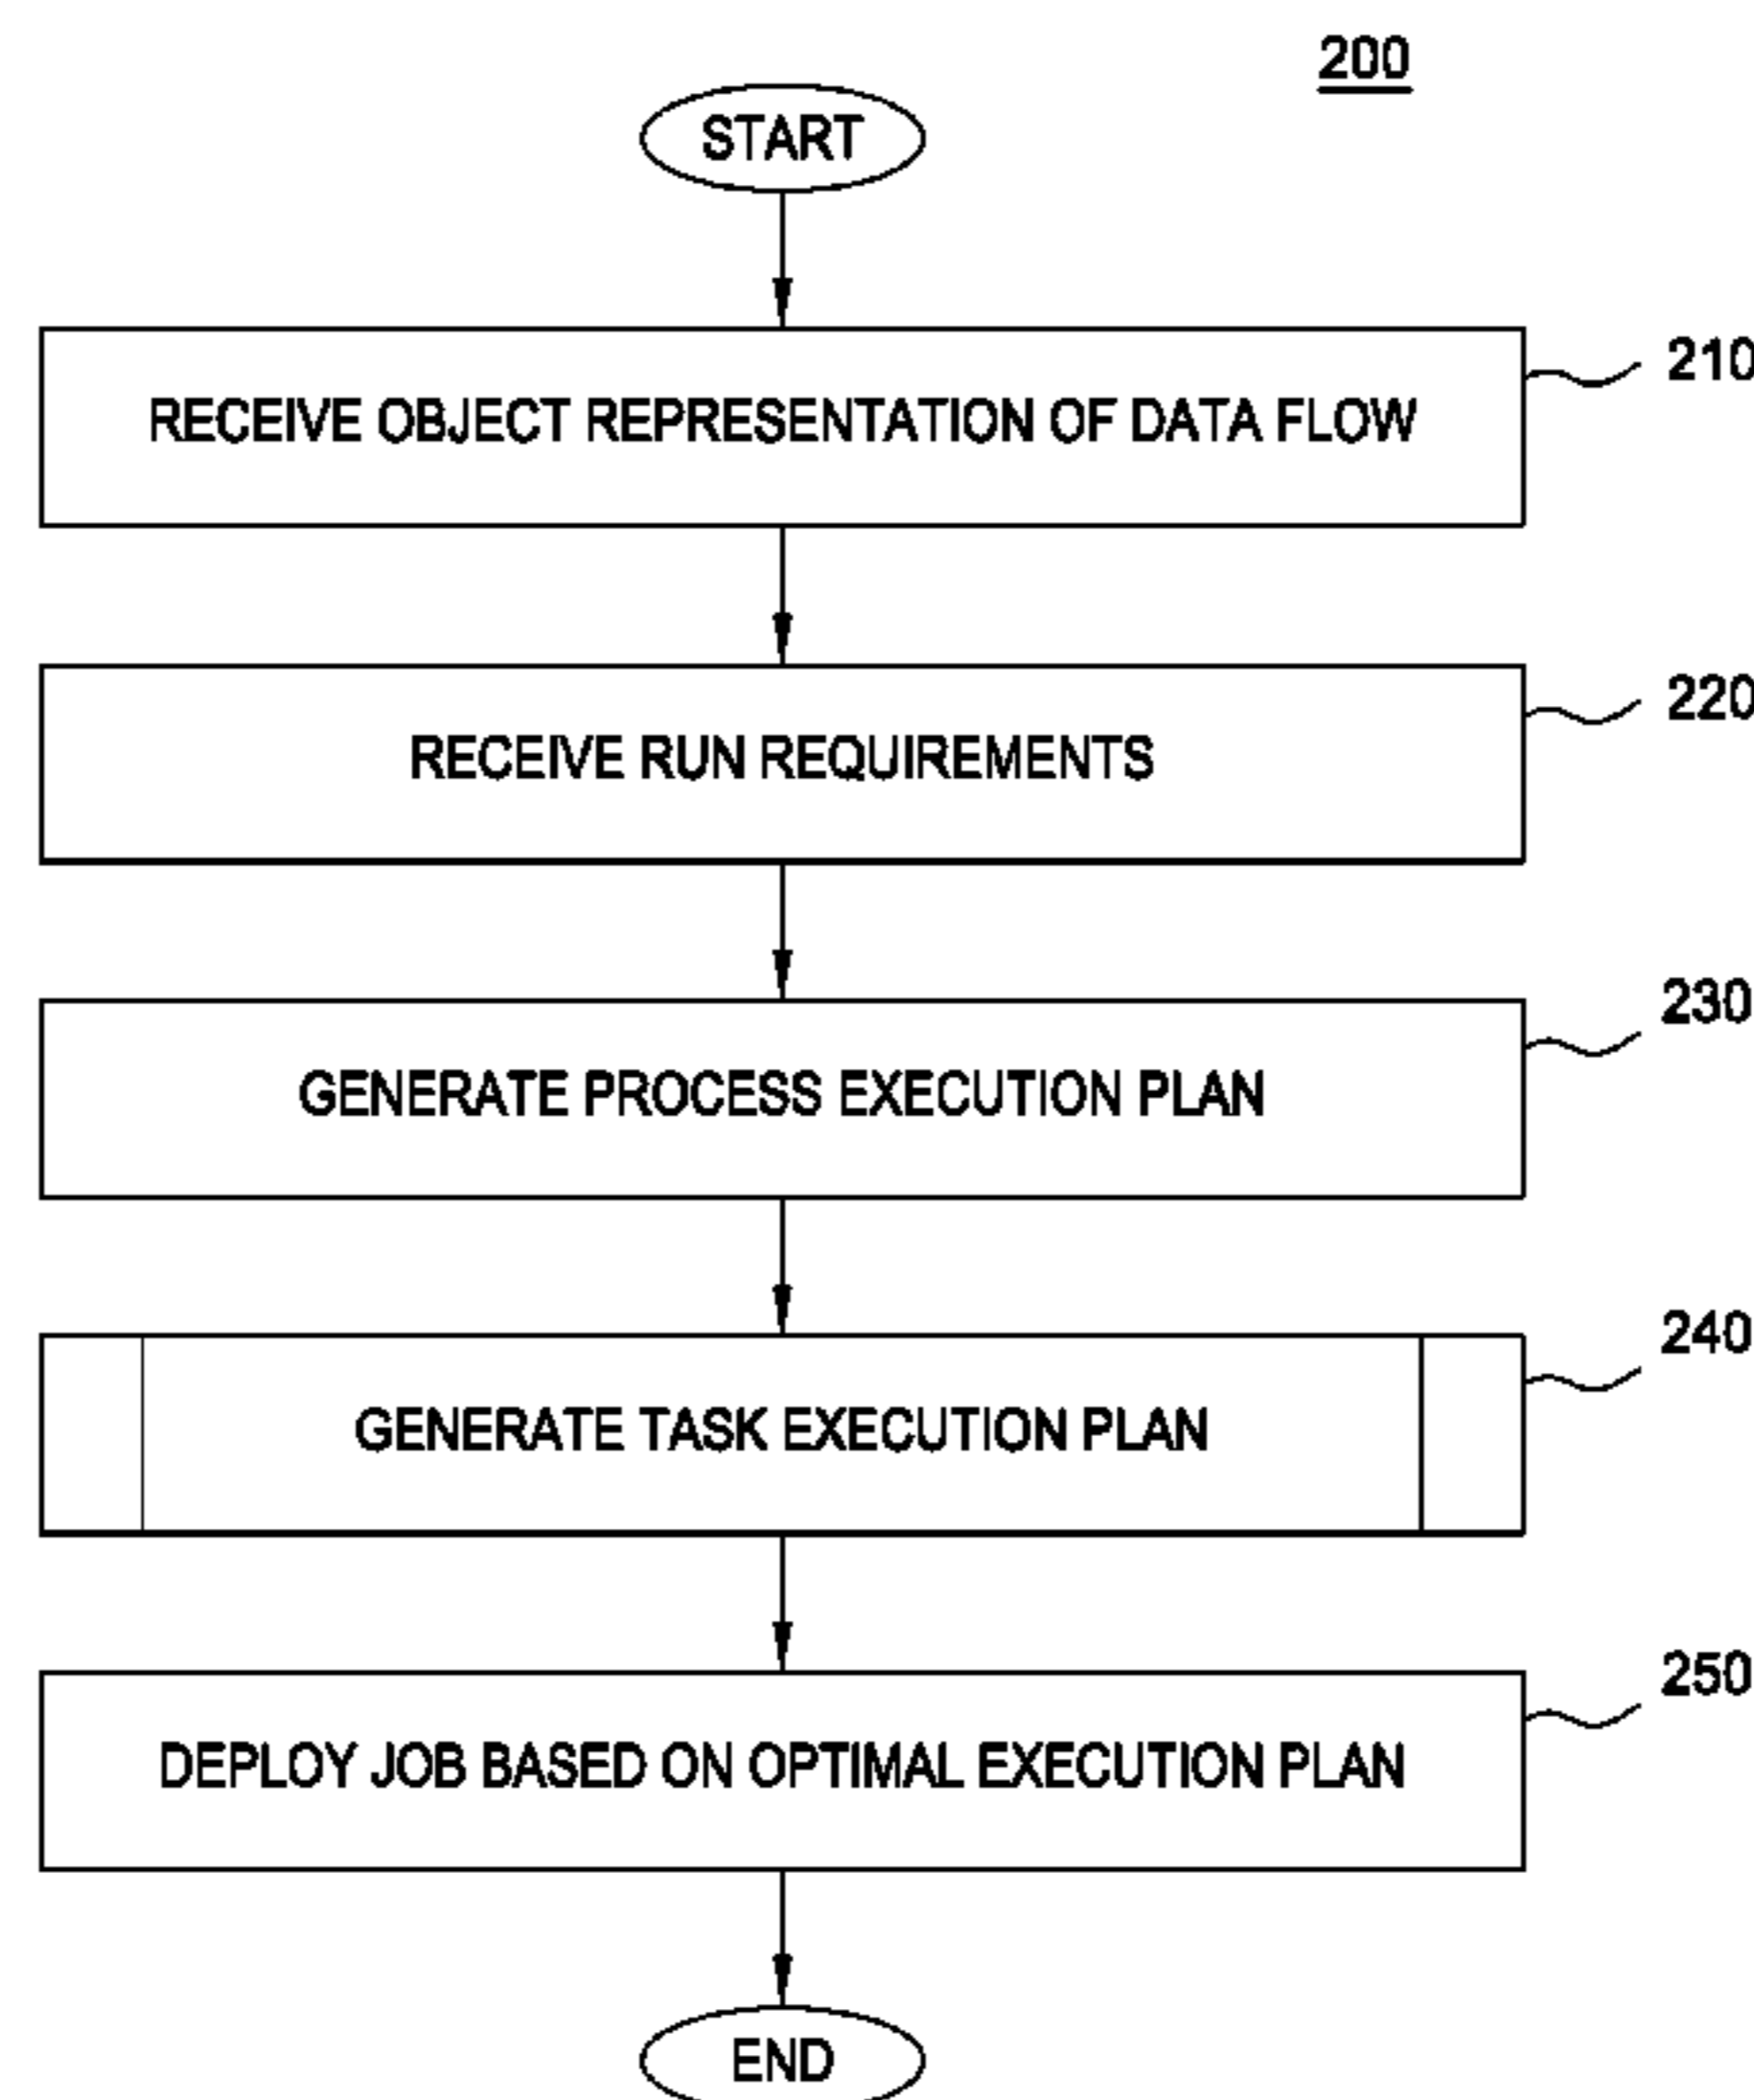 200
START
RECEIVE OBJECT REPRESENTATION OF DATA FLOW
210
RECEIVE RUN REQUIREMENTS
220
GENERATE PROCESS EXECUTION PLAN
230
GENERATE TASK EXECUTION PLAN
240
DEPLOY JOB BASED ON OPTIMAL EXECUTION PLAN
250
END